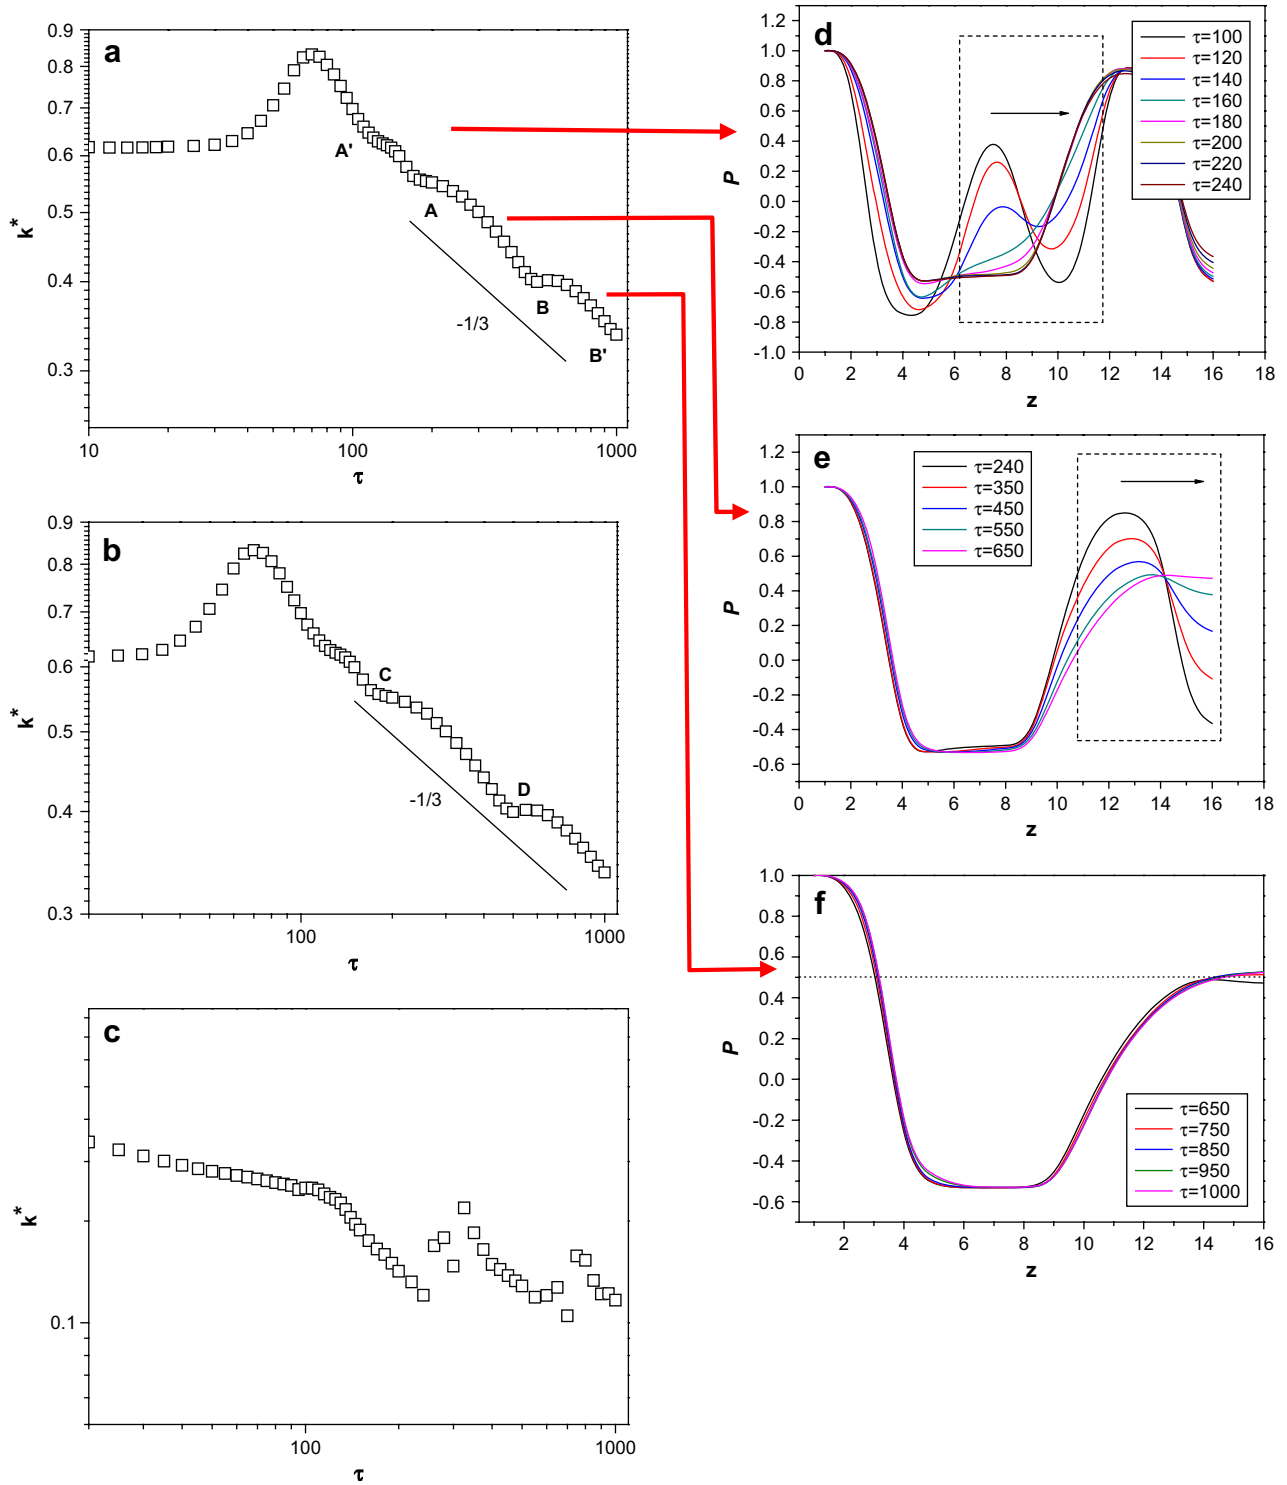 a
0.9
0.8
0.7
0.6
0.5
0.4
0.3
k*
A'
A
B
B'
-1/3
10
100
1000
τ
b
0.9
0.8
0.7
0.6
0.5
0.4
0.3
k*
C
D
-1/3
100
1000
τ
c
k*
0.1
100
1000
τ
d
1.2
1.0
0.8
0.6
0.4
0.2
0.0
-0.2
-0.4
-0.6
-0.8
-1.0
P
τ=100
τ=120
τ=140
τ=160
τ=180
τ=200
τ=220
τ=240
0 2 4 6 8 10 12 14 16 18
z
e
1.2
1.0
0.8
0.6
0.4
0.2
0.0
-0.2
-0.4
-0.6
P
τ=240
τ=350
τ=450
τ=550
τ=650
0 2 4 6 8 10 12 14 16 18
z
f
1.0
0.8
0.6
0.4
0.2
0.0
-0.2
-0.4
-0.6
P
τ=650
τ=750
τ=850
τ=950
τ=1000
2 4 6 8 10 12 14 16
z